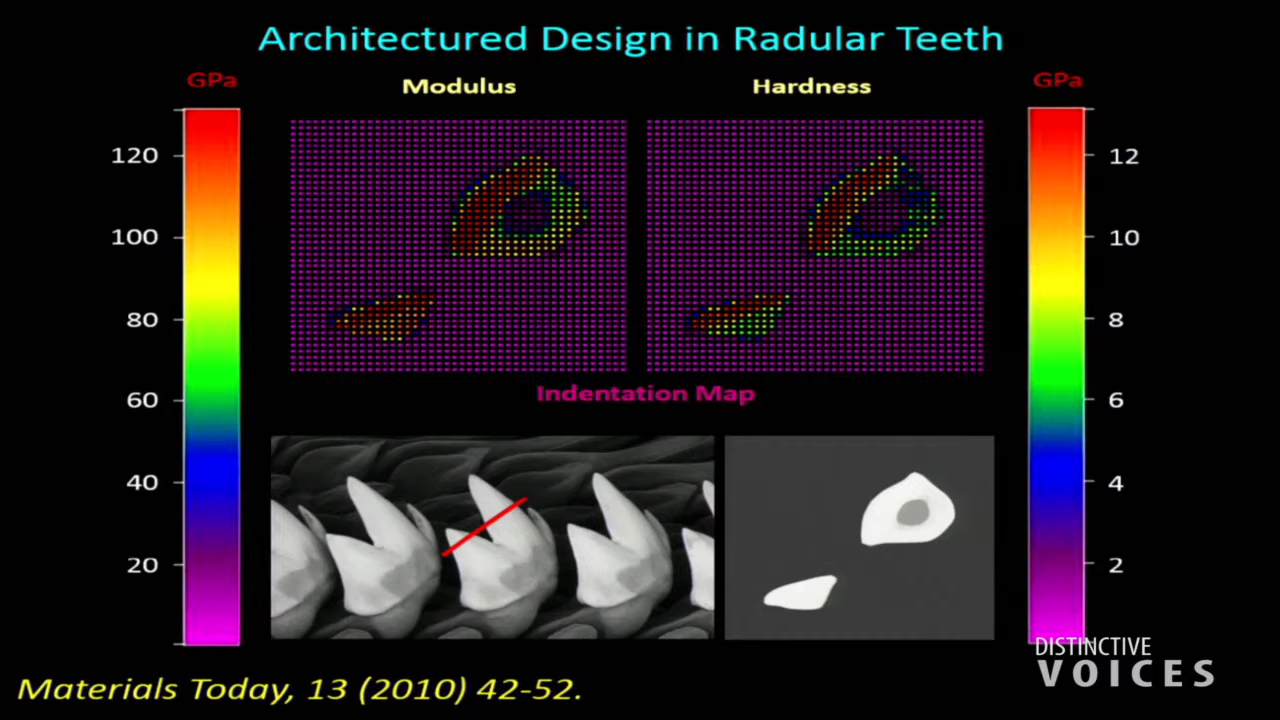 Architectured Design in Radular Teeth
GPa
Modulus
Hardness
GPa
120
100
80
60
40
20
12
10
8
6
4
2
Indentation Map
Materials Today, 13 (2010) 42-52.
DISTINCTIVE
VOICES